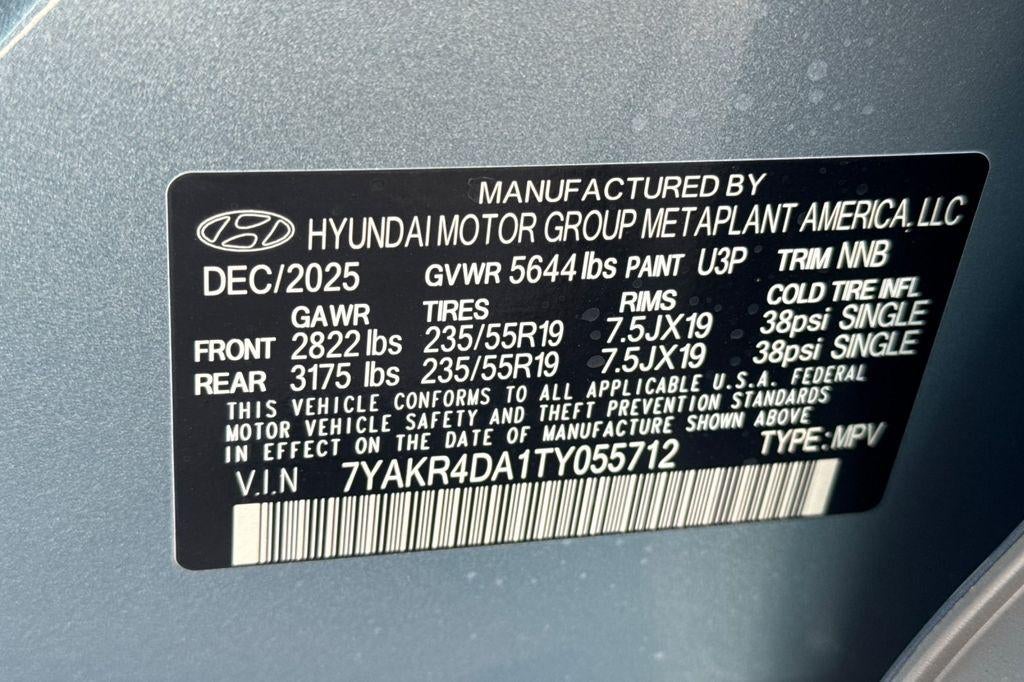 MANUFACTURED BY
HYUNDAI MOTOR GROUP METAPLANT AMERICA, LLC
DEC/2025 GVWR 5644 lbs PAINT U3P TRIM NNB
GAWR TIRES RIMS COLD TIRE INFL
FRONT 2822 lbs 235/55R19 7.5JX19 38psi SINGLE
REAR 3175 lbs 235/55R19 7.5JX19 38psi SINGLE
THIS VEHICLE CONFORMS TO ALL APPLICABLE U.S.A. FEDERAL
MOTOR VEHICLE SAFETY AND THEFT PREVENTION STANDARDS
IN EFFECT ON THE DATE OF MANUFACTURE SHOWN ABOVE
V.I.N 7YAKR4DA1TY055712 TYPE:MPV